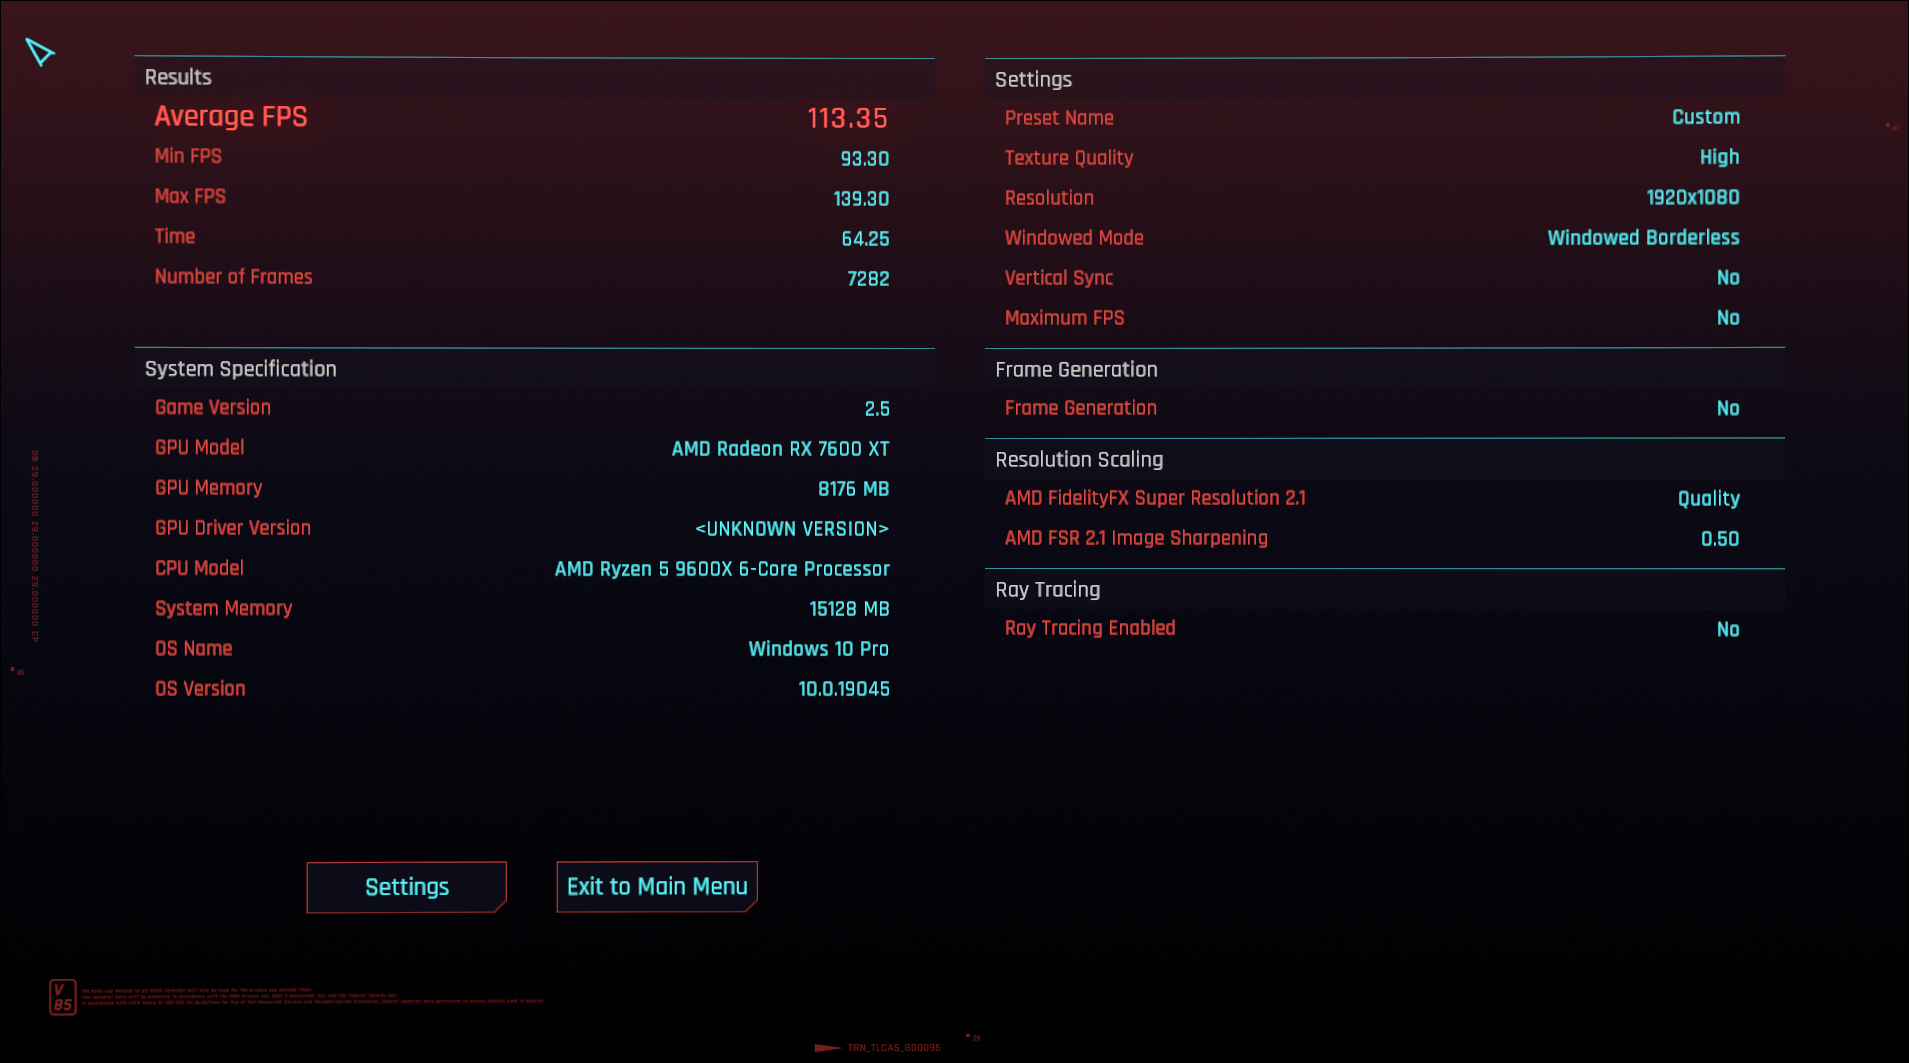 Results
Average FPS 113.35
Min FPS 93.30
Max FPS 139.30
Time 64.25
Number of Frames 7282
System Specification
Game Version 2.5
GPU Model AMD Radeon RX 7600 XT
GPU Memory 8176 MB
GPU Driver Version <UNKNOWN VERSION>
CPU Model AMD Ryzen 5 9600X 6-Core Processor
System Memory 15128 MB
OS Name Windows 10 Pro
OS Version 10.0.19045
Settings
Preset Name Custom
Texture Quality High
Resolution 1920x1080
Windowed Mode Windowed Borderless
Vertical Sync No
Maximum FPS No
Frame Generation
Frame Generation No
Resolution Scaling
AMD FidelityFX Super Resolution 2.1 Quality
AMD FSR 2.1 Image Sharpening 0.50
Ray Tracing
Ray Tracing Enabled No
Settings
Exit to Main Menu
V
85
TRN_TLCAS_800095